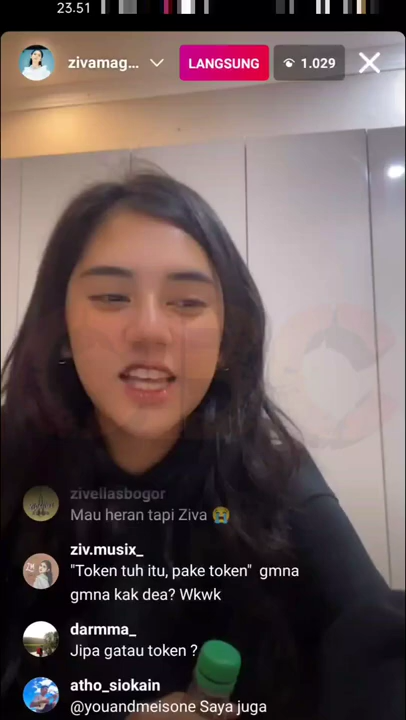 23.51
zivamag...
LANGSUNG
1.029
ziveliasbogor
Mau heran tapi Ziva 😭
ziv.musix_
"Token tuh itu, pake token" gmna
gmna kak dea? Wkwk
darmma_
Jipa gatau token ?
atho_siokain
@youandmeisone Saya juga